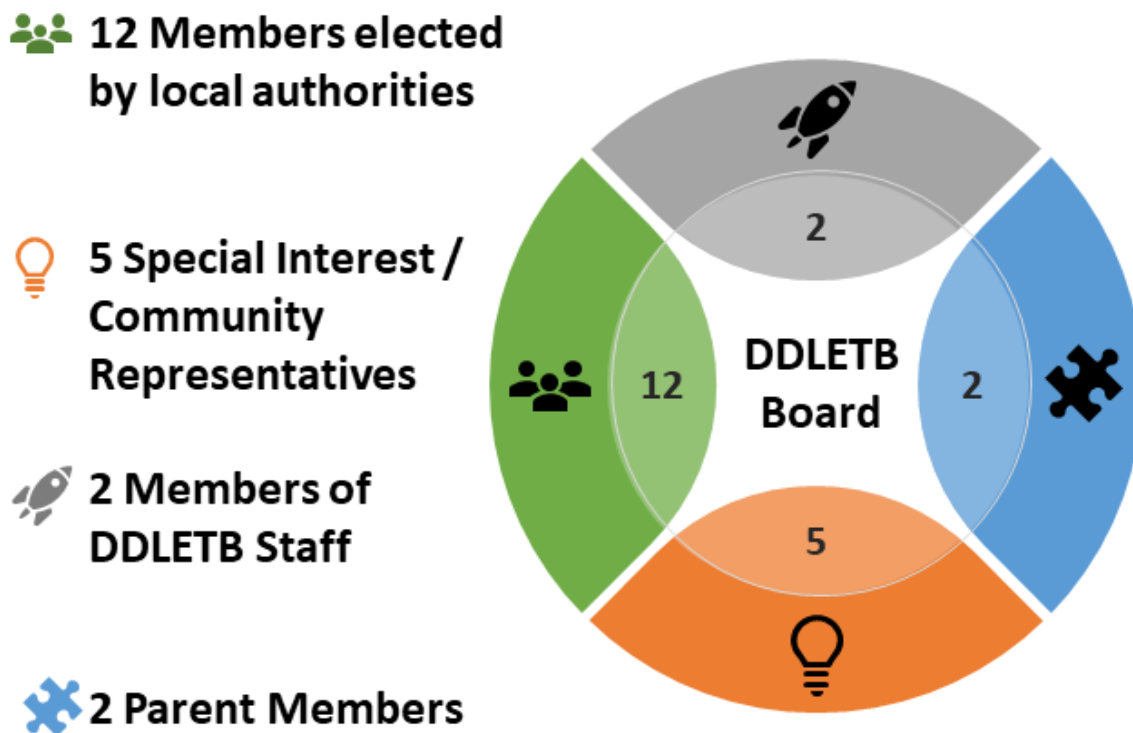 12 Members elected
by local authorities
5 Special Interest /
Community
Representatives
2 Members of
DDLETB Staff
2 Parent Members
2
12
DDLETB
Board
2
5